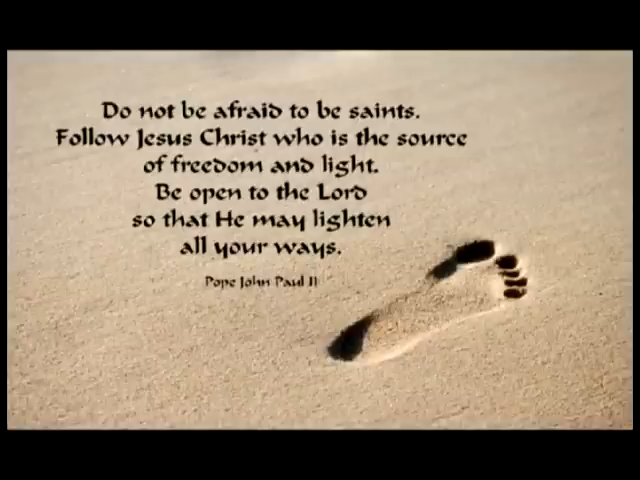 Do not be afraid to be saints.
Follow Jesus Christ who is the source
of freedom and light.
Be open to the Lord
so that He may lighten
all your ways.
Pope John Paul II